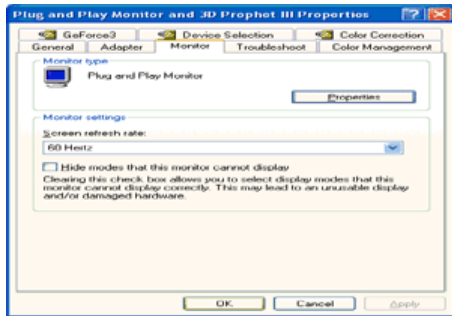 Plug and Play Monitor and 3D Prophet III Properties
GeForce3 Device Selection Color Correction
General Adapter Monitor Troubleshoot Color Management
Monitor type
Plug and Play Monitor
Properties
Monitor settings
Screen refresh rate:
60 Hertz
Hide modes that this monitor cannot display
Clearing this check box allows you to select display modes that this
monitor cannot display correctly. This may lead to an unusable display
and/or damaged hardware.
OK Cancel Apply